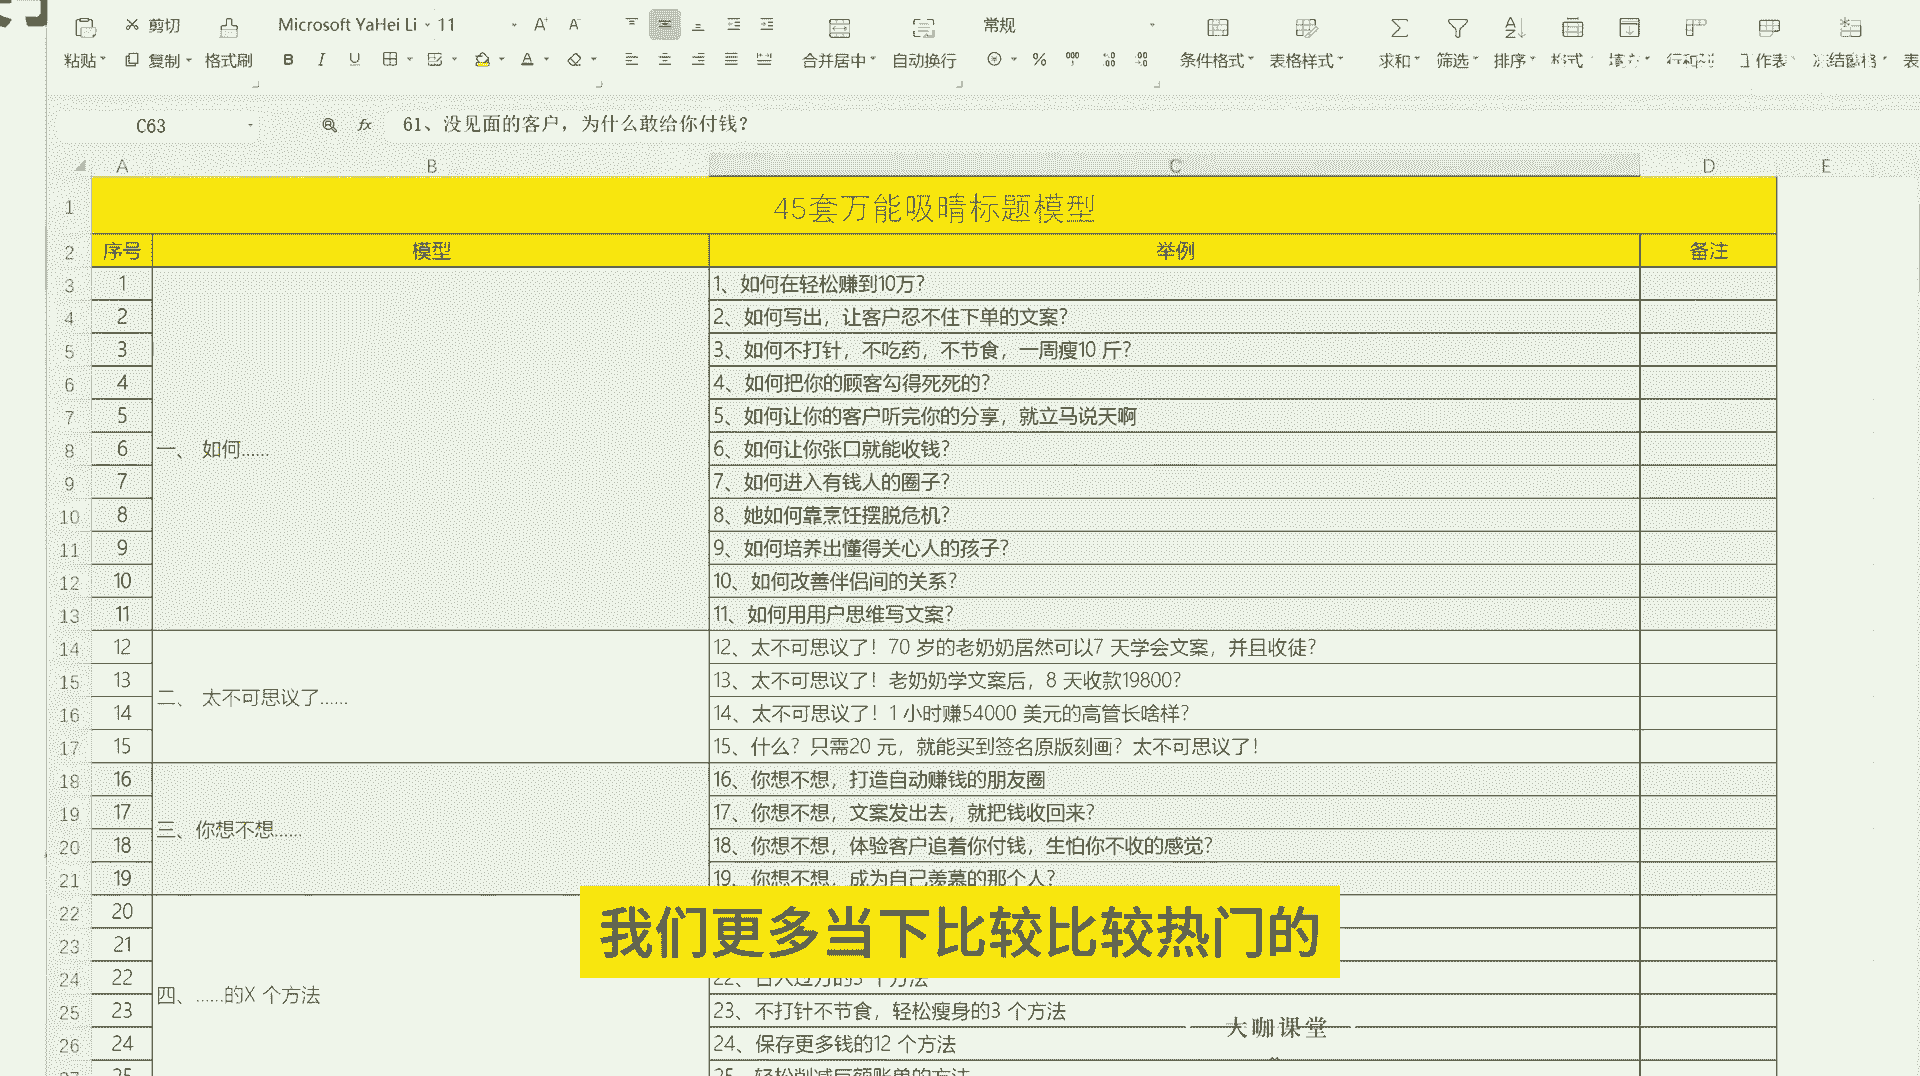 剪切
Microsoft YaHei Li 11
A⁺ A⁻
常规
粘贴 复制 格式刷
B I U A
合并居中 自动换行
%
条件格式 表格样式 求和 筛选 排序 格式 填充 行和列 工作表 冻结窗格 表
C63
fx 61、没见面的客户，为什么敢给你付钱？
A B C D E
1 45套万能吸睛标题模型
2 序号 模型 举例 备注
3 1 1、如何在轻松赚到10万？
4 2 2、如何写出，让客户忍不住下单的文案？
5 3 3、如何不打针，不吃药，不节食，一周瘦10 斤？
6 4 4、如何把你的顾客勾得死死的？
7 5 5、如何让你的客户听完你的分享，就立马说天啊
8 6 一、 如何…… 6、如何让你张口就能收钱？
9 7 7、如何进入有钱人的圈子？
10 8 8、她如何靠烹饪摆脱危机？
11 9 9、如何培养出懂得关心人的孩子？
12 10 10、如何改善伴侣间的关系？
13 11 11、如何用用户思维写文案？
14 12 12、太不可思议了！70 岁的老奶奶居然可以7 天学会文案，并且收徒？
15 13 二、 太不可思议了…… 13、太不可思议了！老奶奶学文案后，8 天收款19800？
16 14 14、太不可思议了！1 小时赚54000 美元的高管长啥样？
17 15 15、什么？只需20 元，就能买到签名原版刻画？太不可思议了！
18 16 16、你想不想，打造自动赚钱的朋友圈
19 17 三、你想不想…… 17、你想不想，文案发出去，就把钱收回来？
20 18 18、你想不想，体验客户追着你付钱，生怕你不收的感觉？
21 19 19、你想不想，成为自己羡慕的那个人？
22 20
23 21
我们更多当下比较比较热门的
24 22 四、……的X 个方法
25 23 23、不打针不节食，轻松瘦身的3 个方法
大咖课堂
26 24 24、保存更多钱的12 个方法
27 25 25、轻松削减巨额账单的方法